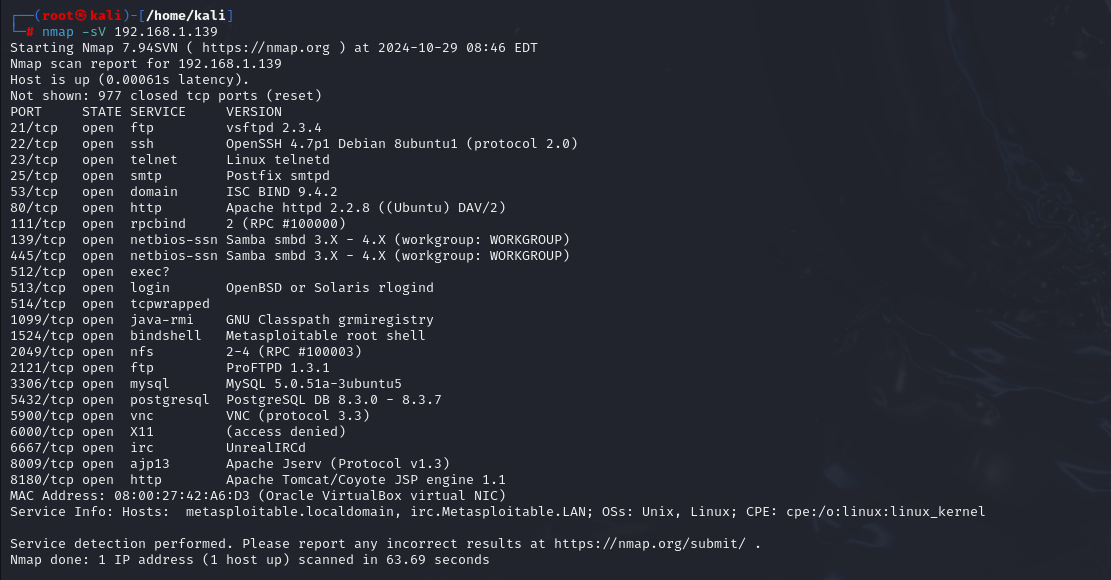 ┌──(root㉿kali)-[/home/kali]
└─# nmap -sV 192.168.1.139
Starting Nmap 7.94SVN ( https://nmap.org ) at 2024-10-29 08:46 EDT
Nmap scan report for 192.168.1.139
Host is up (0.00061s latency).
Not shown: 977 closed tcp ports (reset)
PORT     STATE SERVICE     VERSION
21/tcp   open  ftp         vsftpd 2.3.4
22/tcp   open  ssh         OpenSSH 4.7p1 Debian 8ubuntu1 (protocol 2.0)
23/tcp   open  telnet      Linux telnetd
25/tcp   open  smtp        Postfix smtpd
53/tcp   open  domain      ISC BIND 9.4.2
80/tcp   open  http        Apache httpd 2.2.8 ((Ubuntu) DAV/2)
111/tcp  open  rpcbind     2 (RPC #100000)
139/tcp  open  netbios-ssn Samba smbd 3.X - 4.X (workgroup: WORKGROUP)
445/tcp  open  netbios-ssn Samba smbd 3.X - 4.X (workgroup: WORKGROUP)
512/tcp  open  exec?
513/tcp  open  login       OpenBSD or Solaris rlogind
514/tcp  open  tcpwrapped
1099/tcp open  java-rmi    GNU Classpath grmiregistry
1524/tcp open  bindshell   Metasploitable root shell
2049/tcp open  nfs         2-4 (RPC #100003)
2121/tcp open  ftp         ProFTPD 1.3.1
3306/tcp open  mysql       MySQL 5.0.51a-3ubuntu5
5432/tcp open  postgresql  PostgreSQL DB 8.3.0 - 8.3.7
5900/tcp open  vnc         VNC (protocol 3.3)
6000/tcp open  X11         (access denied)
6667/tcp open  irc         UnrealIRCd
8009/tcp open  ajp13       Apache Jserv (Protocol v1.3)
8180/tcp open  http        Apache Tomcat/Coyote JSP engine 1.1
MAC Address: 08:00:27:42:A6:D3 (Oracle VirtualBox virtual NIC)
Service Info: Hosts:  metasploitable.localdomain, irc.Metasploitable.LAN; OSs: Unix, Linux; CPE: cpe:/o:linux:linux_kernel

Service detection performed. Please report any incorrect results at https://nmap.org/submit/ .
Nmap done: 1 IP address (1 host up) scanned in 63.69 seconds